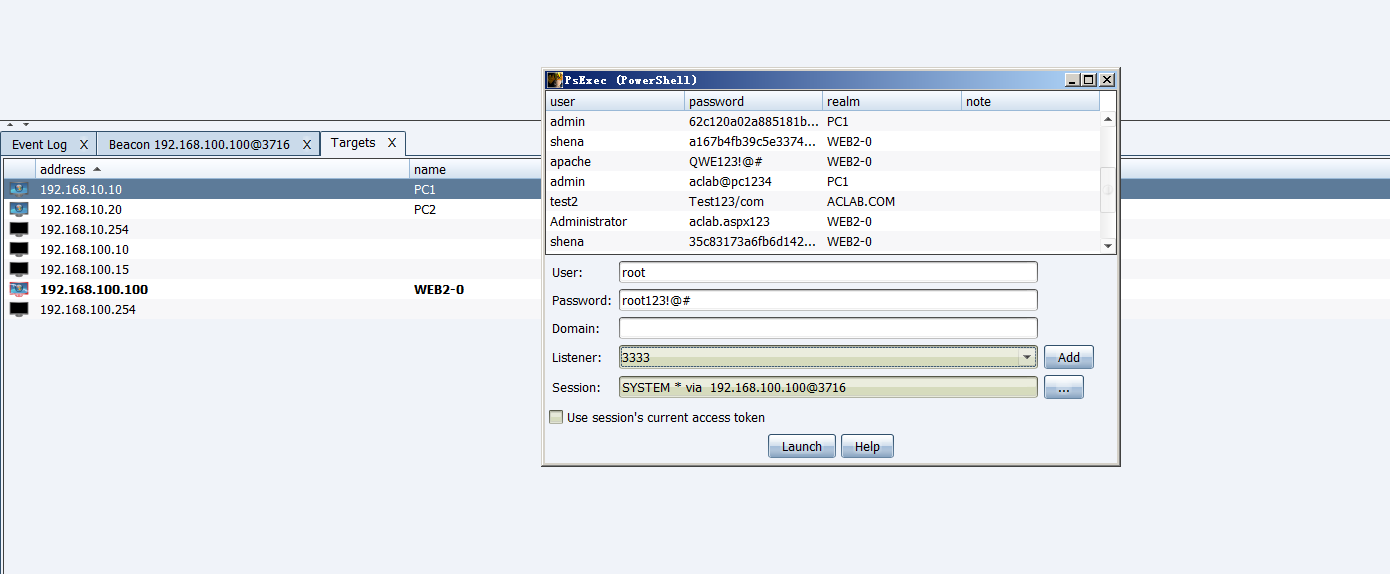 PsExec (PowerShell)
user password realm note
admin 62c120a02a885181b... PC1
shena a167b4fb39c5e3374... WEB2-0
apache QWE123!@# WEB2-0
admin aclab@pc1234 PC1
test2 Test123/com ACLAB.COM
Administrator aclab.aspx123 WEB2-0
shena 35c83173a6fb6d142... WEB2-0
User: root
Password: root123!@#
Domain:
Listener: 3333 Add
Session: SYSTEM * via 192.168.100.100@3716 ...
Use session's current access token
Launch Help
Event Log X Beacon 192.168.100.100@3716 X Targets X
address name
192.168.10.10 PC1
192.168.10.20 PC2
192.168.10.254
192.168.100.10
192.168.100.15
192.168.100.100 WEB2-0
192.168.100.254